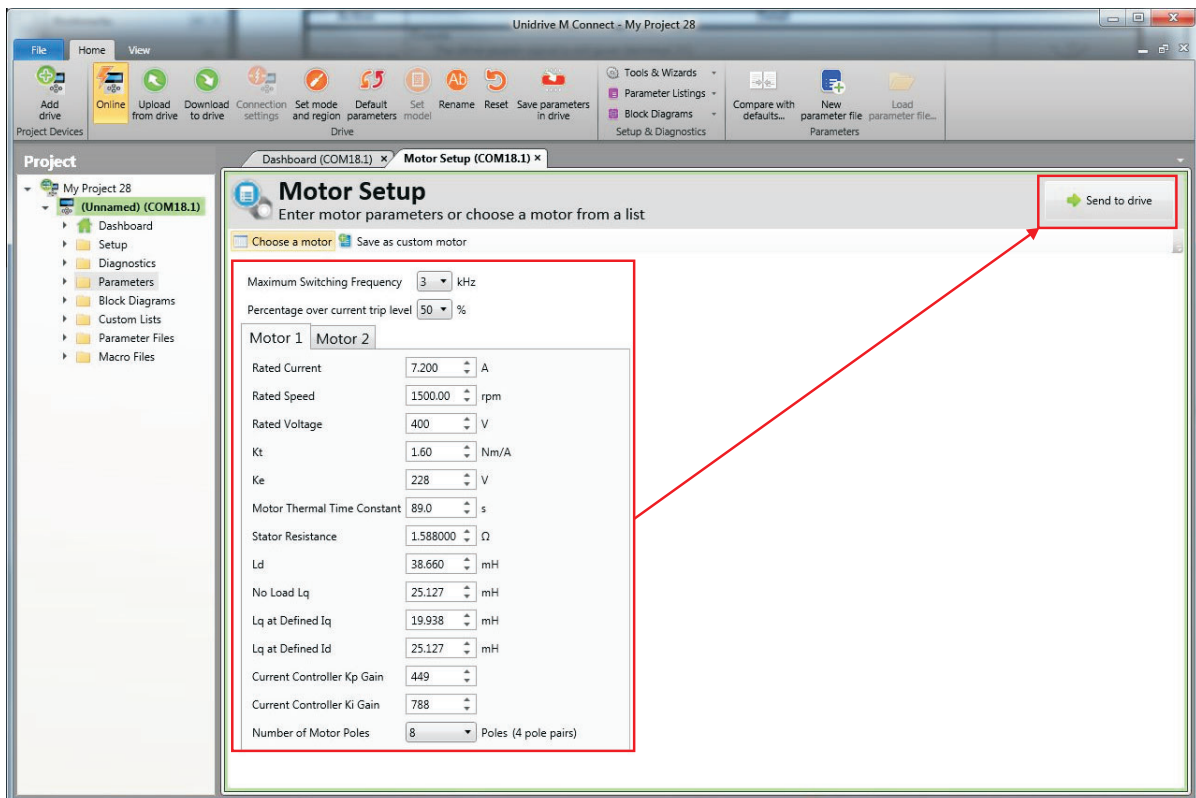 Unidrive M Connect - My Project 28
File Home View
Add drive
Online
Upload from drive
Download to drive
Connection settings
Set mode and region
Default parameters
Set model
Rename
Reset
Save parameters in drive
Tools & Wizards
Parameter Listings
Block Diagrams
Compare with defaults...
New parameter file
Load parameter file...
Project Devices
Drive
Setup & Diagnostics
Parameters
Project
My Project 28
(Unnamed) (COM18.1)
Dashboard
Setup
Diagnostics
Parameters
Block Diagrams
Custom Lists
Parameter Files
Macro Files
Dashboard (COM18.1) × Motor Setup (COM18.1) ×
Motor Setup
Enter motor parameters or choose a motor from a list
Send to drive
Choose a motor Save as custom motor
Maximum Switching Frequency 3 kHz
Percentage over current trip level 50 %
Motor 1 Motor 2
Rated Current 7.200 A
Rated Speed 1500.00 rpm
Rated Voltage 400 V
Kt 1.60 Nm/A
Ke 228 V
Motor Thermal Time Constant 89.0 s
Stator Resistance 1.588000 Ω
Ld 38.660 mH
No Load Lq 25.127 mH
Lq at Defined Iq 19.938 mH
Lq at Defined Id 25.127 mH
Current Controller Kp Gain 449
Current Controller Ki Gain 788
Number of Motor Poles 8 Poles (4 pole pairs)